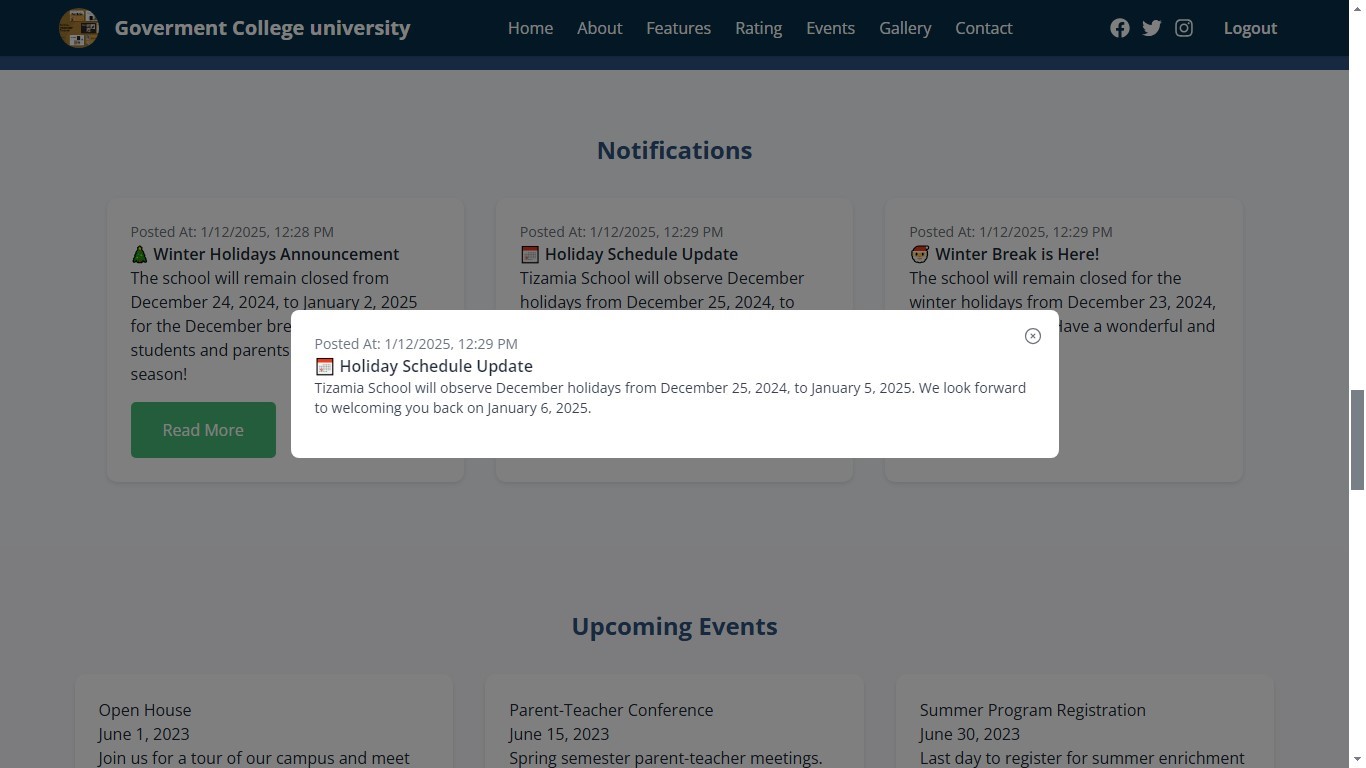 Goverment College university
Home About Features Rating Events Gallery Contact
Logout
Notifications
Posted At: 1/12/2025, 12:28 PM
🎄 Winter Holidays Announcement
The school will remain closed from
December 24, 2024, to January 2, 2025
for the December bre
students and parents
season!
Read More
Posted At: 1/12/2025, 12:29 PM
📅 Holiday Schedule Update
Tizamia School will observe December
holidays from December 25, 2024, to
Posted At: 1/12/2025, 12:29 PM
🎅 Winter Break is Here!
The school will remain closed for the
winter holidays from December 23, 2024,
Have a wonderful and
Posted At: 1/12/2025, 12:29 PM
📅 Holiday Schedule Update
Tizamia School will observe December holidays from December 25, 2024, to January 5, 2025. We look forward
to welcoming you back on January 6, 2025.
Upcoming Events
Open House
June 1, 2023
Join us for a tour of our campus and meet
Parent-Teacher Conference
June 15, 2023
Spring semester parent-teacher meetings.
Summer Program Registration
June 30, 2023
Last day to register for summer enrichment